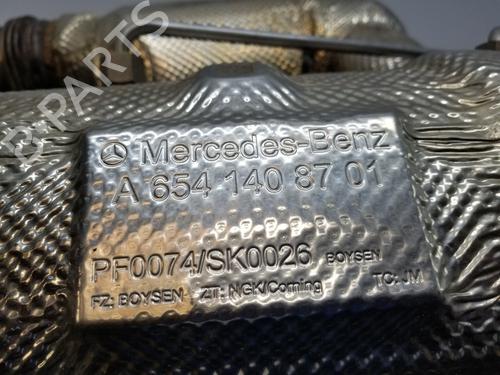 Mercedes-Benz
A 654 140 87 01
PF0074/SK0026 BOYSEN
FZ: BOYSEN ZT: NGK/Corning TC: JM
B-PARTS